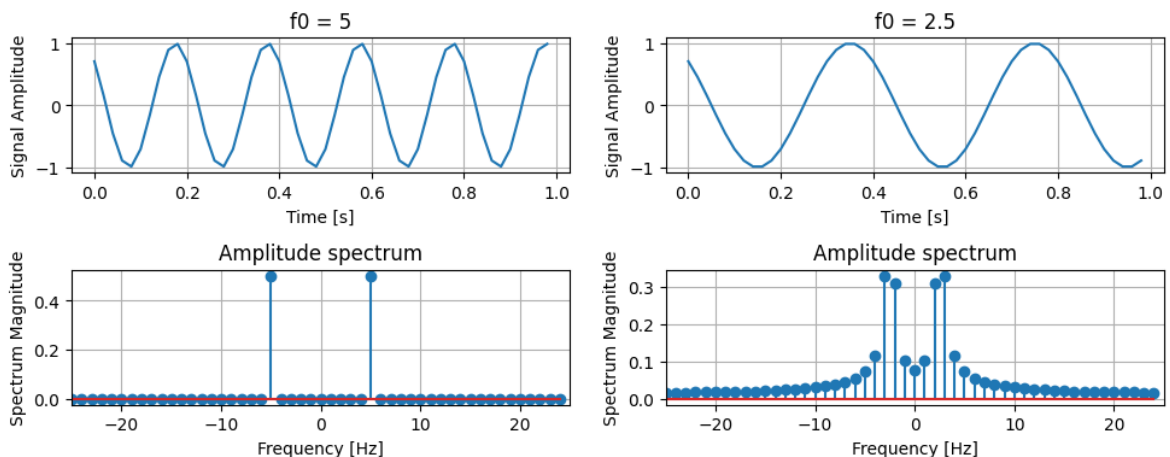 f0 = 5
Signal Amplitude
1
0
−1
0.0 0.2 0.4 0.6 0.8 1.0
Time [s]
f0 = 2.5
Signal Amplitude
1
0
−1
0.0 0.2 0.4 0.6 0.8 1.0
Time [s]
Amplitude spectrum
Spectrum Magnitude
0.4
0.2
0.0
−20 −10 0 10 20
Frequency [Hz]
Amplitude spectrum
Spectrum Magnitude
0.3
0.2
0.1
0.0
−20 −10 0 10 20
Frequency [Hz]